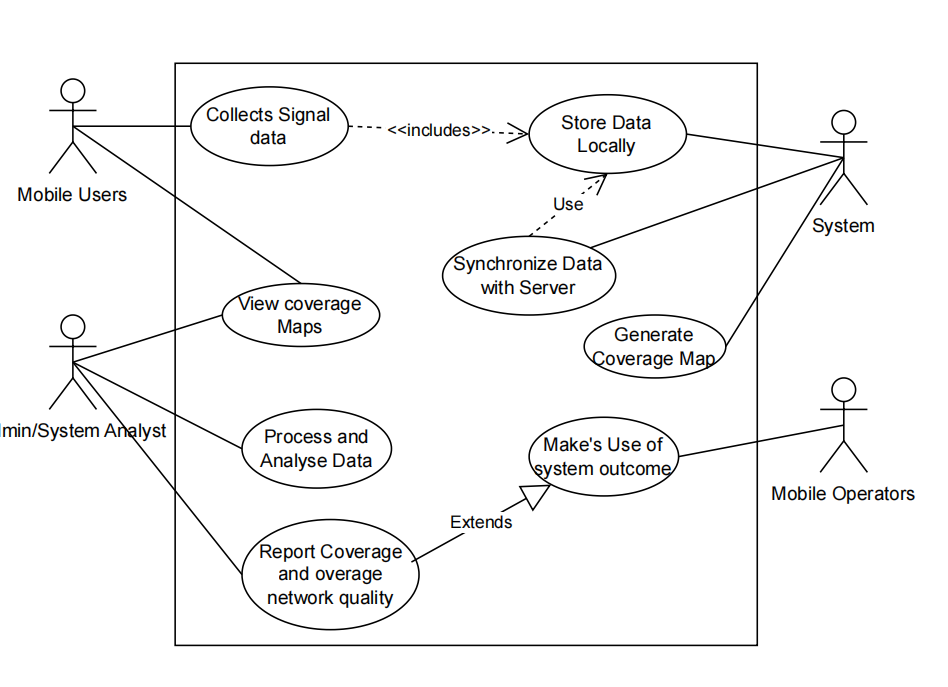 Collects Signal
data
<<includes>>
Store Data
Locally
Mobile Users
Use
System
Synchronize Data
with Server
View coverage
Maps
Generate
Coverage Map
lmin/System Analyst
Process and
Analyse Data
Make's Use of
system outcome
Mobile Operators
Extends
Report Coverage
and overage
network quality